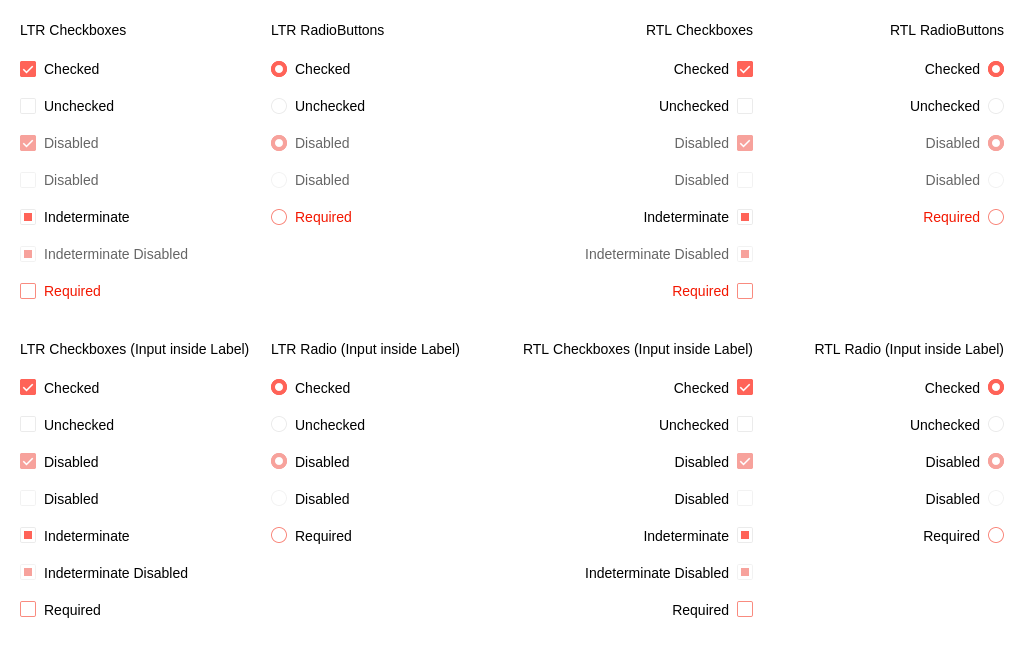 LTR Checkboxes
Checked
Unchecked
Disabled
Disabled
Indeterminate
Indeterminate Disabled
Required
LTR RadioButtons
Checked
Unchecked
Disabled
Disabled
Required
RTL Checkboxes
Checked
Unchecked
Disabled
Disabled
Indeterminate
Indeterminate Disabled
Required
RTL RadioButtons
Checked
Unchecked
Disabled
Disabled
Required
LTR Checkboxes (Input inside Label)
Checked
Unchecked
Disabled
Disabled
Indeterminate
Indeterminate Disabled
Required
LTR Radio (Input inside Label)
Checked
Unchecked
Disabled
Disabled
Required
RTL Checkboxes (Input inside Label)
Checked
Unchecked
Disabled
Disabled
Indeterminate
Indeterminate Disabled
Required
RTL Radio (Input inside Label)
Checked
Unchecked
Disabled
Disabled
Required